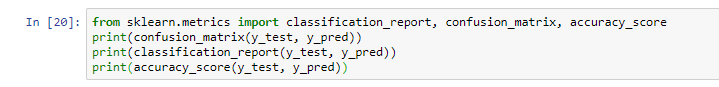 In [20]: from sklearn.metrics import classification_report, confusion_matrix, accuracy_score
print(confusion_matrix(y_test, y_pred))
print(classification_report(y_test, y_pred))
print(accuracy_score(y_test, y_pred))